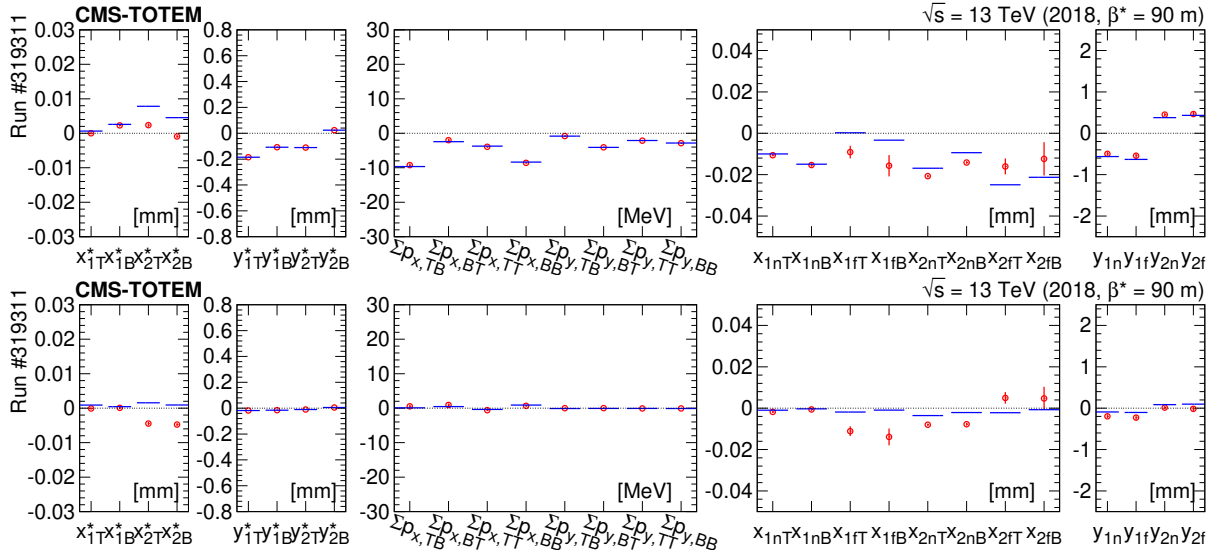 CMS-TOTEM
√s = 13 TeV (2018, β* = 90 m)
Run #319311
0.03 0.02 0.01 0 -0.01 -0.02 -0.03
0.8 0.6 0.4 0.2 0 -0.2 -0.4 -0.6 -0.8
30 20 10 0 -10 -20 -30
0.04 0.02 0 -0.02 -0.04
2 1 0 -1 -2
[mm] [mm] [MeV] [mm] [mm]
x*1T x*1B x*2T x*2B
y*1T y*1B y*2T y*2B
Σpx,TB Σpx,BT Σpx,TT Σpx,BB Σpy,TB Σpy,BT Σpy,TT Σpy,BB
x1nT x1nB x1fT x1fB x2nT x2nB x2fT x2fB
y1n y1f y2n y2f
CMS-TOTEM
√s = 13 TeV (2018, β* = 90 m)
Run #319311
0.03 0.02 0.01 0 -0.01 -0.02 -0.03
0.8 0.6 0.4 0.2 0 -0.2 -0.4 -0.6 -0.8
30 20 10 0 -10 -20 -30
0.04 0.02 0 -0.02 -0.04
2 1 0 -1 -2
[mm] [mm] [MeV] [mm] [mm]
x*1T x*1B x*2T x*2B
y*1T y*1B y*2T y*2B
Σpx,TB Σpx,BT Σpx,TT Σpx,BB Σpy,TB Σpy,BT Σpy,TT Σpy,BB
x1nT x1nB x1fT x1fB x2nT x2nB x2fT x2fB
y1n y1f y2n y2f